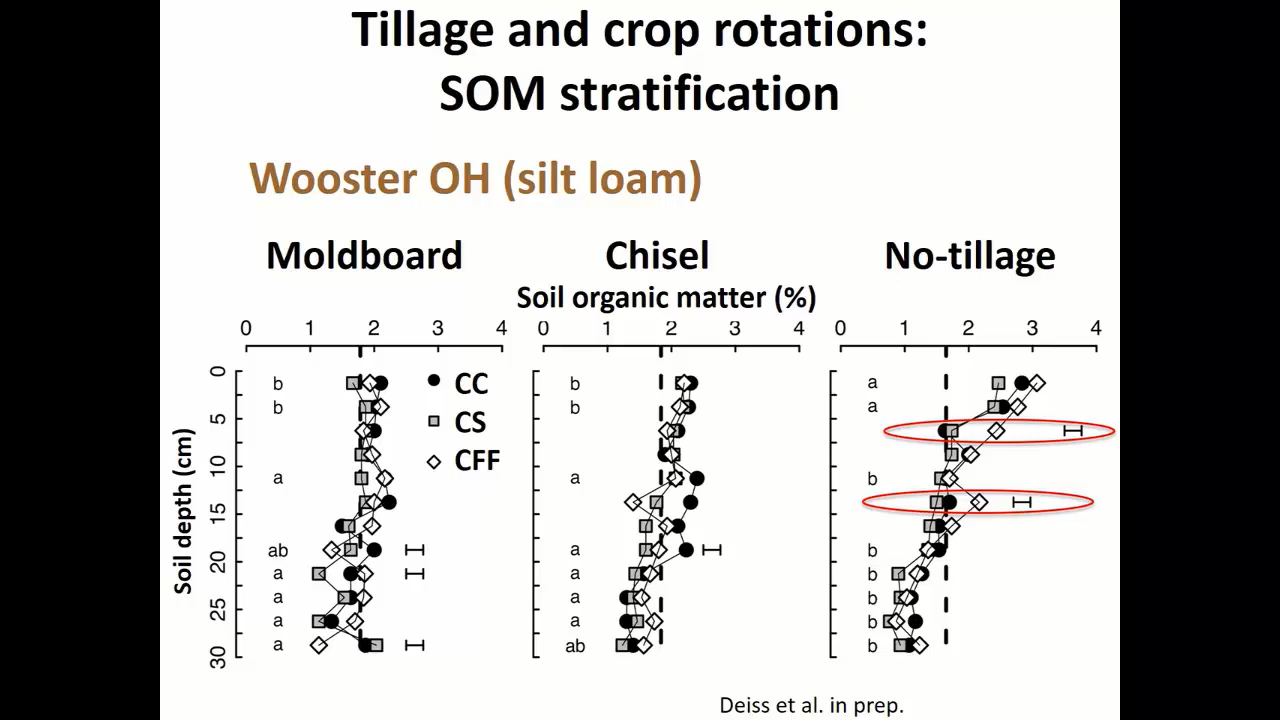 Tillage and crop rotations:
SOM stratification
Wooster OH (silt loam)
Moldboard Chisel No-tillage
Soil organic matter (%)
0 1 2 3 4 0 1 2 3 4 0 1 2 3 4
Soil depth (cm)
0 b CC b a
5 b b a
CS
10 a CFF a b
15
20 ab a b
a a b
25 a a b
a a b
30 a ab b
Deiss et al. in prep.